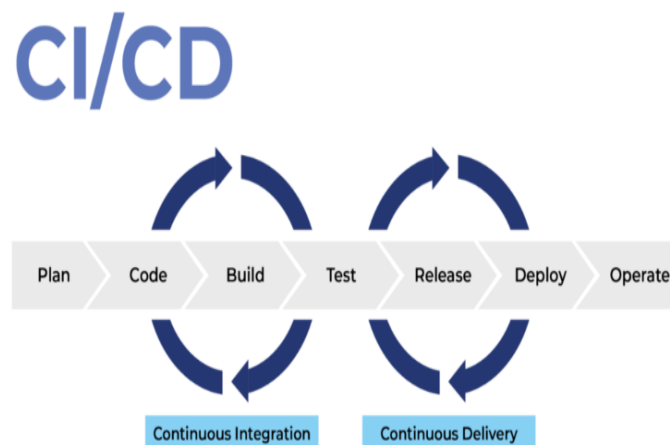 CI/CD
Plan Code Build Test Release Deploy Operate
Continuous Integration Continuous Delivery